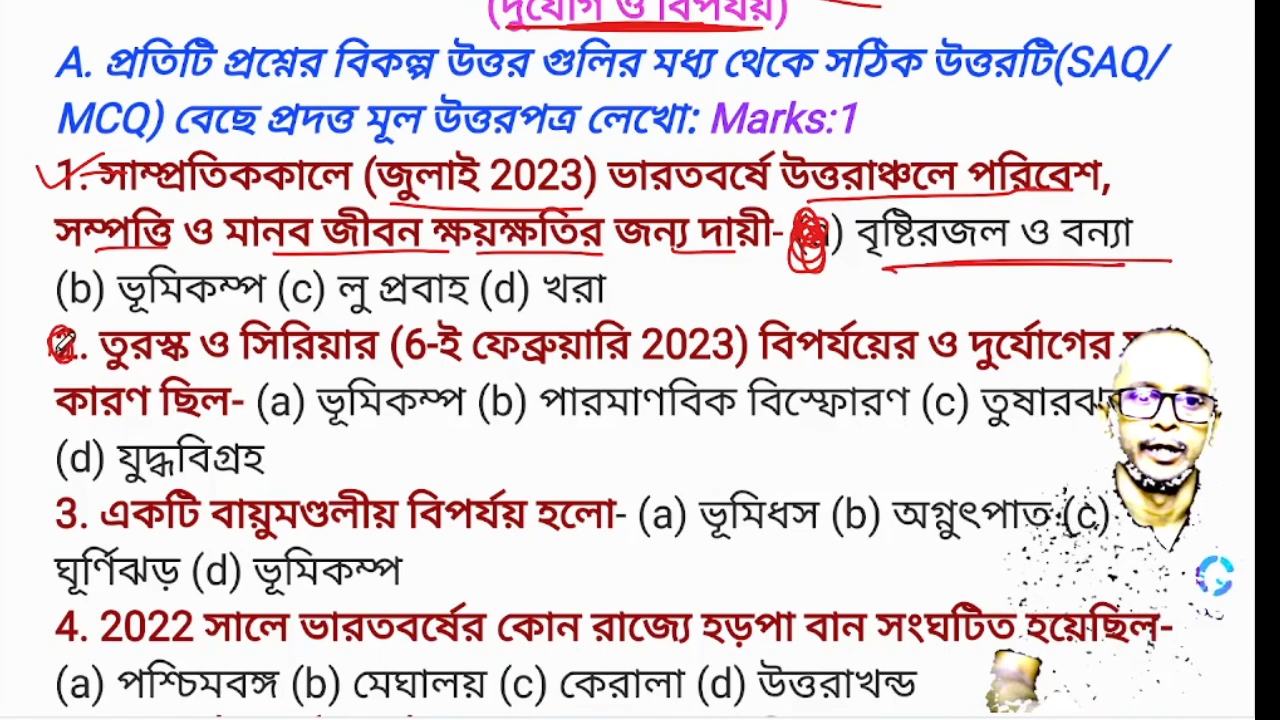 (দুর্যোগ ও বিপর্যয়)
A. প্রতিটি প্রশ্নের বিকল্প উত্তর গুলির মধ্য থেকে সঠিক উত্তরটি(SAQ/
MCQ) বেছে প্রদত্ত মূল উত্তরপত্র লেখো: Marks:1
1. সাম্প্রতিককালে (জুলাই 2023) ভারতবর্ষে উত্তরাঞ্চলে পরিবেশ,
সম্পত্তি ও মানব জীবন ক্ষয়ক্ষতির জন্য দায়ী- (a) বৃষ্টিরজল ও বন্যা
(b) ভূমিকম্প (c) লু প্রবাহ (d) খরা
2. তুরস্ক ও সিরিয়ার (6-ই ফেব্রুয়ারি 2023) বিপর্যয়ের ও দুর্যোগের
কারণ ছিল- (a) ভূমিকম্প (b) পারমাণবিক বিস্ফোরণ (c)
(d) যুদ্ধবিগ্রহ
3. একটি বায়ুমণ্ডলীয় বিপর্যয় হলো- (a) ভূমিধস (b) অগ্নুৎপাত (c)
ঘূর্ণিঝড় (d) ভূমিকম্প
4. 2022 সালে ভারতবর্ষের কোন রাজ্যে হড়পা বান সংঘটিত হয়েছিল-
(a) পশ্চিমবঙ্গ (b) মেঘালয় (c) কেরালা (d) উত্তরাখন্ড